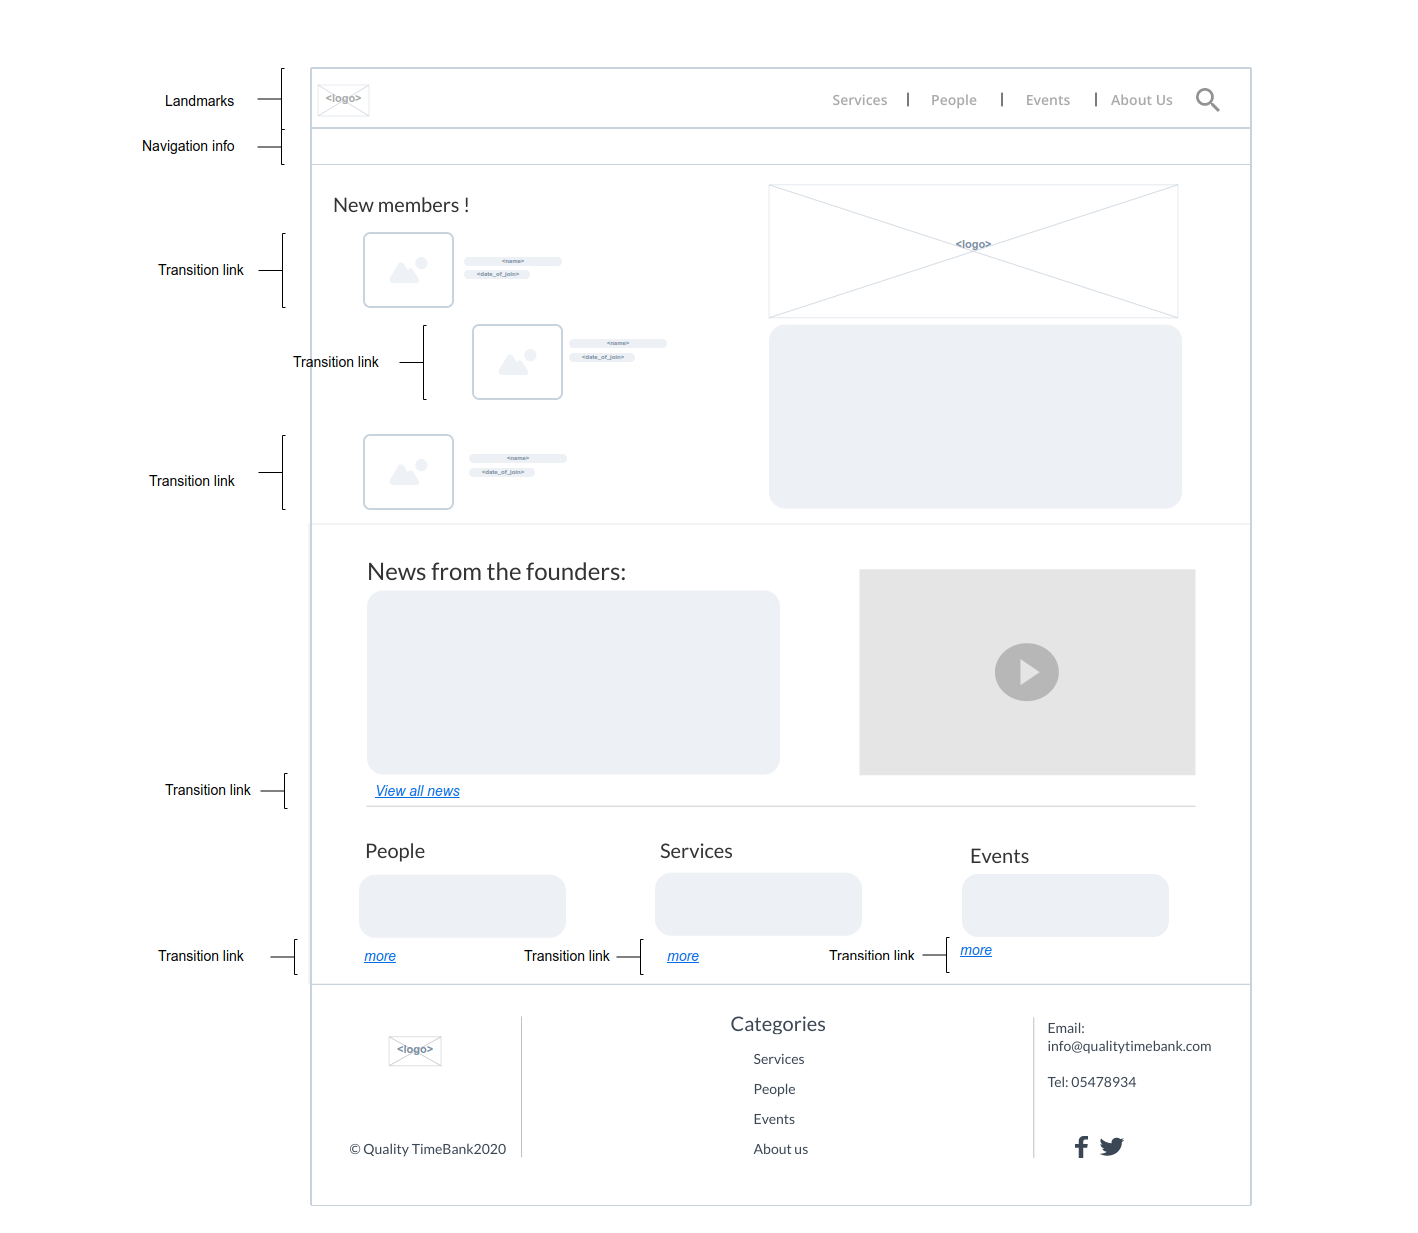 Landmarks
<logo>
Services | People | Events | About Us
Navigation info
New members !
<logo>
Transition link
<name>
<date_of_join>
Transition link
<name>
<date_of_join>
Transition link
<name>
<date_of_join>
News from the founders:
Transition link
View all news
People
Services
Events
Transition link
more
Transition link
more
Transition link
more
<logo>
© Quality TimeBank2020
Categories
Services
People
Events
About us
Email:
info@qualitytimebank.com
Tel: 05478934